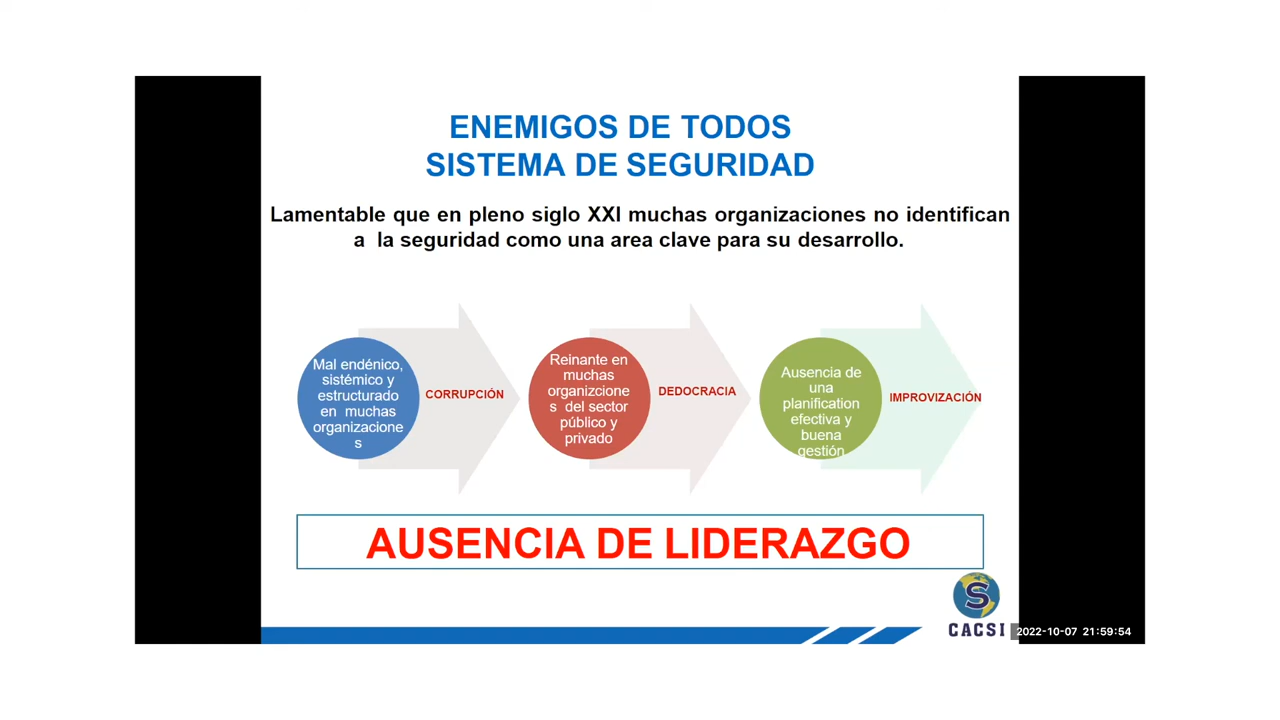 ENEMIGOS DE TODOS
SISTEMA DE SEGURIDAD
Lamentable que en pleno siglo XXI muchas organizaciones no identifican
a la seguridad como una area clave para su desarrollo.
Mal endénico,
sistémico y
estructurado
en muchas
organizacione
s
CORRUPCIÓN
Reinante en
muchas
organizcione
s del sector
público y
privado
DEDOCRACIA
Ausencia de
una
planification
efectiva y
buena
gestión
IMPROVIZACIÓN
AUSENCIA DE LIDERAZGO
S
CACSI
2022-10-07 21:59:54